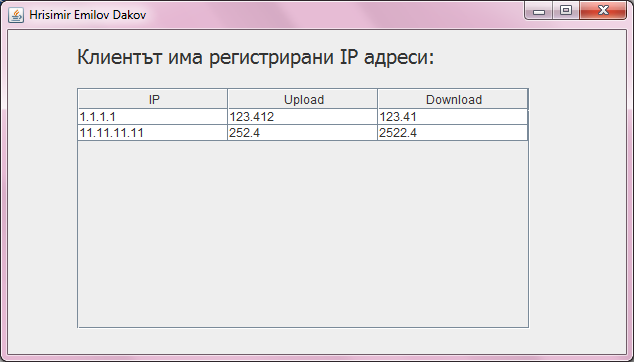 Hrisimir Emilov Dakov
Клиентът има регистрирани IP адреси:
IP Upload Download
1.1.1.1 123.412 123.41
11.11.11.11 252.4 2522.4